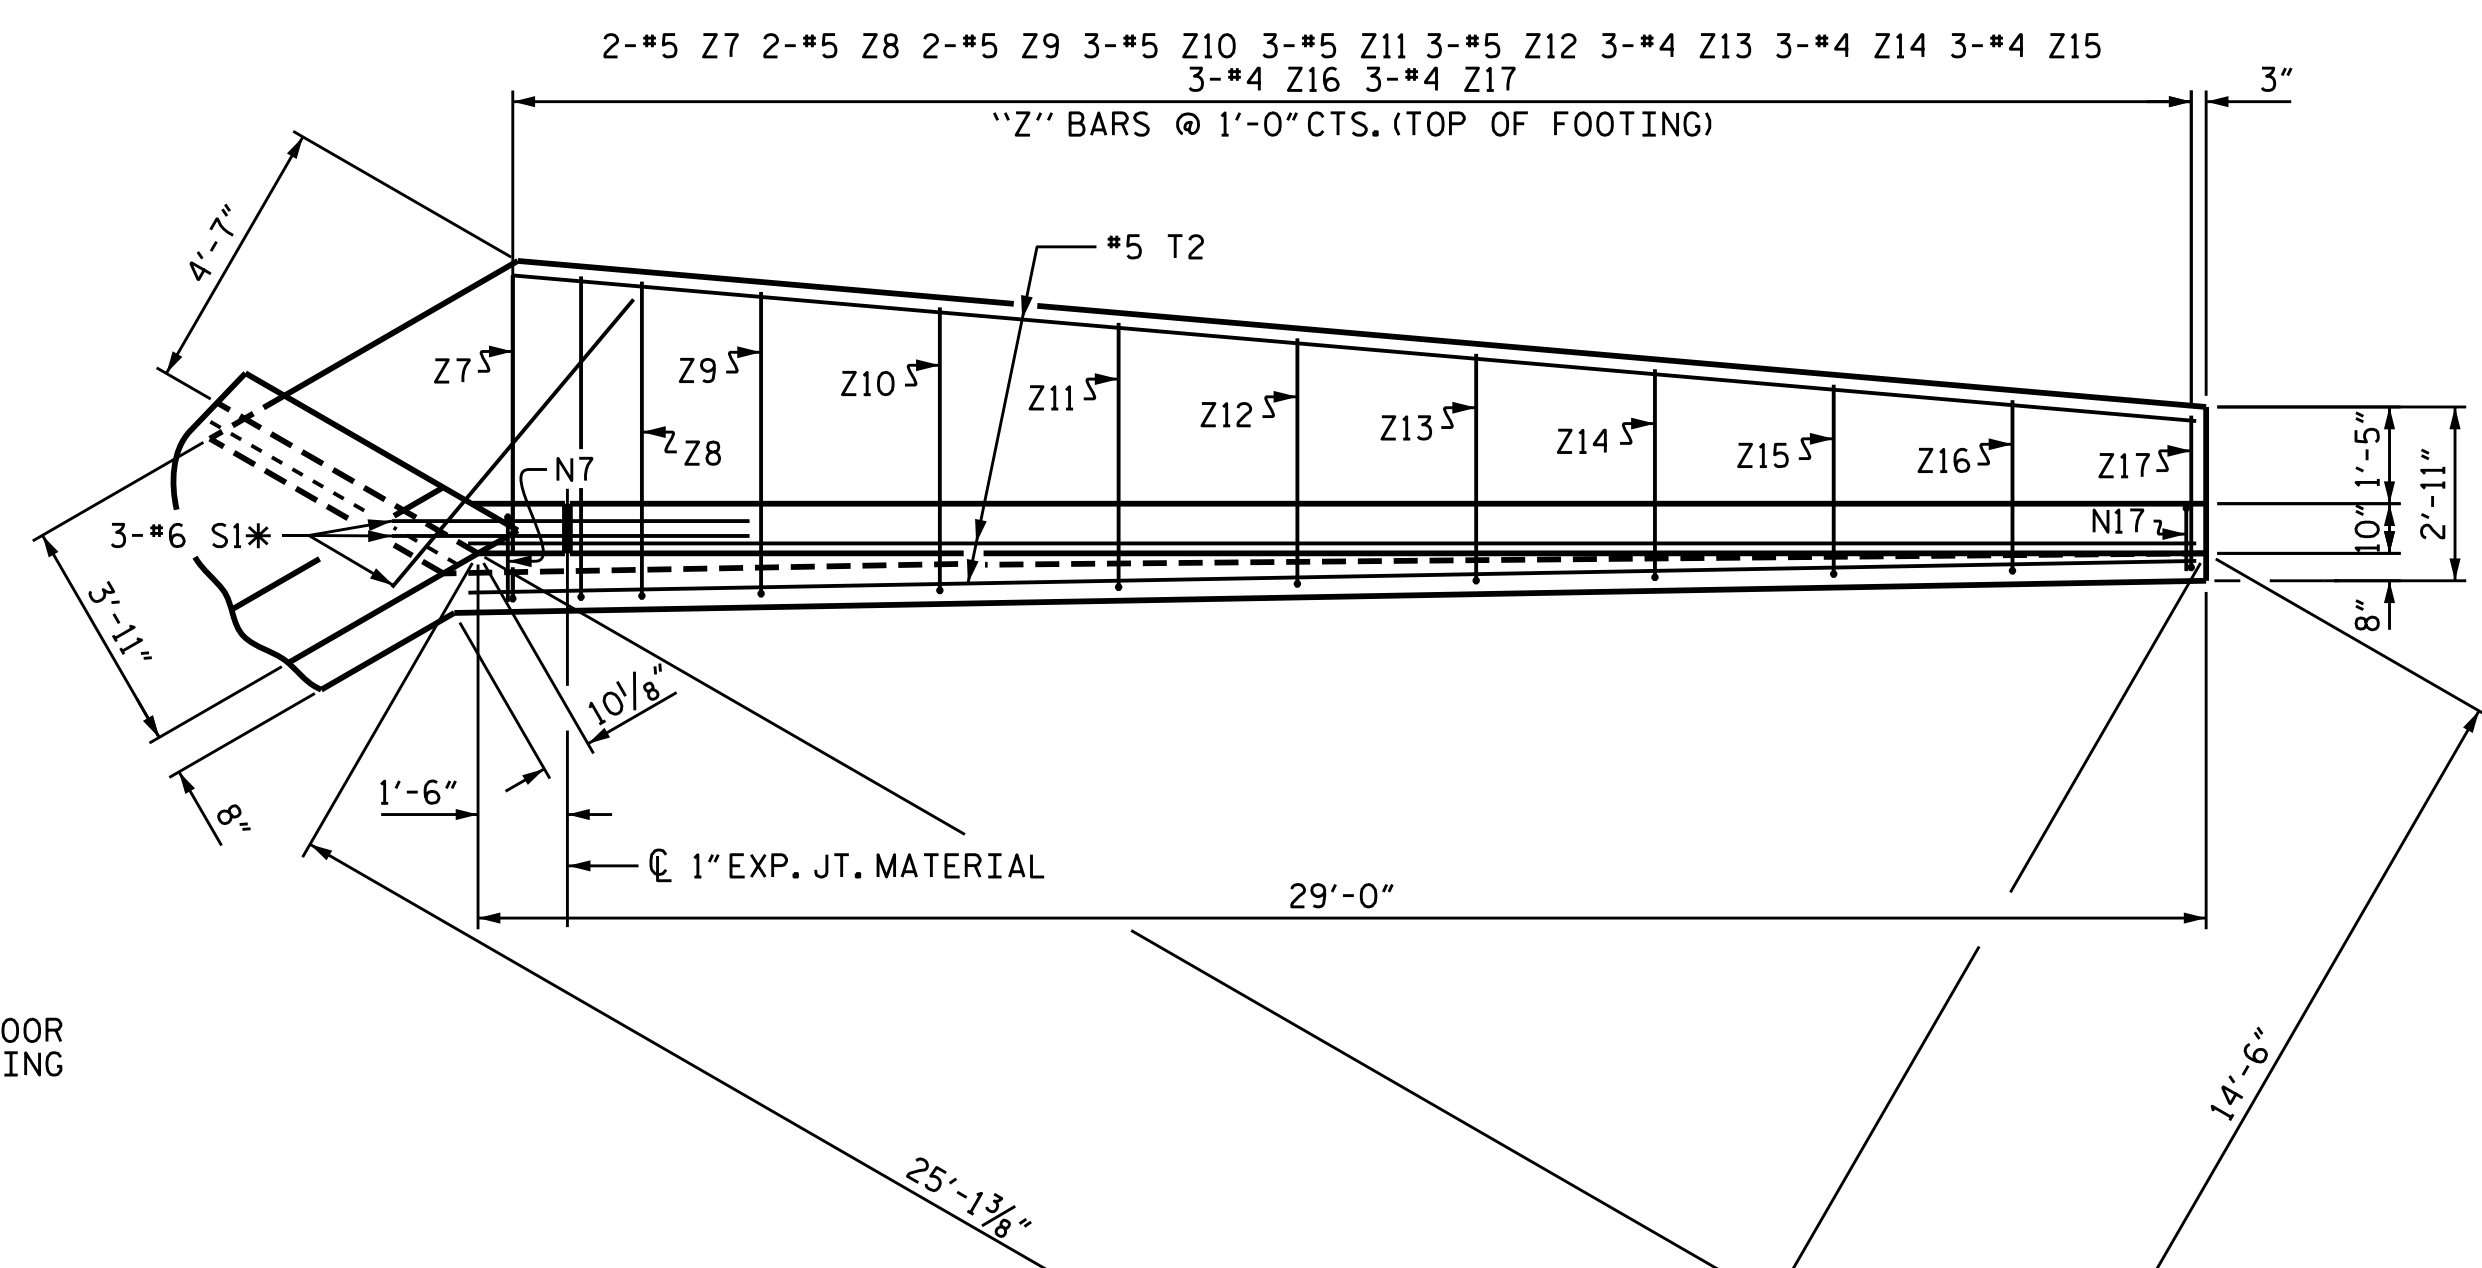 2-#5 Z7 2-#5 Z8 2-#5 Z9 3-#5 Z10 3-#5 Z11 3-#5 Z12 3-#4 Z13 3-#4 Z14 3-#4 Z15
3-#4 Z16 3-#4 Z17
3"
"Z" BARS @ 1'-0" CTS. (TOP OF FOOTING)
4'-7"
#5 T2
Z7
Z8
Z9
Z10
Z11
Z12
Z13
Z14
Z15
Z16
Z17
N7
N17
3-#6 S1*
1'-5"
10"
2'-11"
8"
3'-11"
8"
10 1/8"
1'-6"
℄ 1" EXP. JT. MATERIAL
29'-0"
OOR
ING
14'-6"
25'-1 3/8"